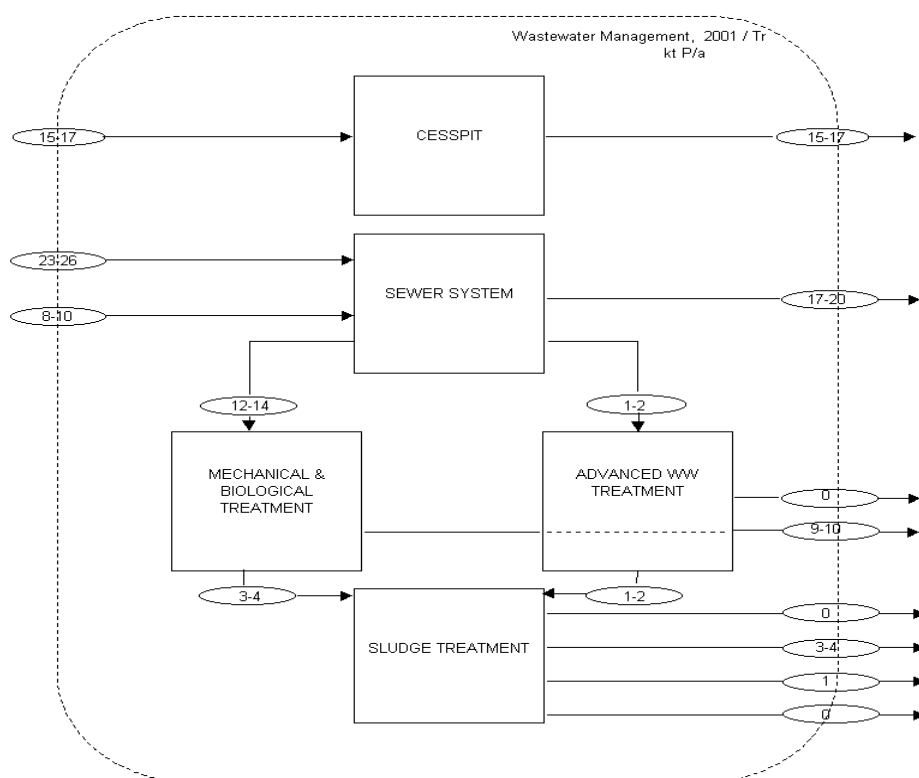 Wastewater Management, 2001 / Tr
kt P/a
15-17
CESSPIT
15-17
23-26
SEWER SYSTEM
17-20
8-10
12-14
1-2
MECHANICAL &
BIOLOGICAL
TREATMENT
ADVANCED WW
TREATMENT
0
9-10
3-4
1-2
SLUDGE TREATMENT
0
3-4
1
0